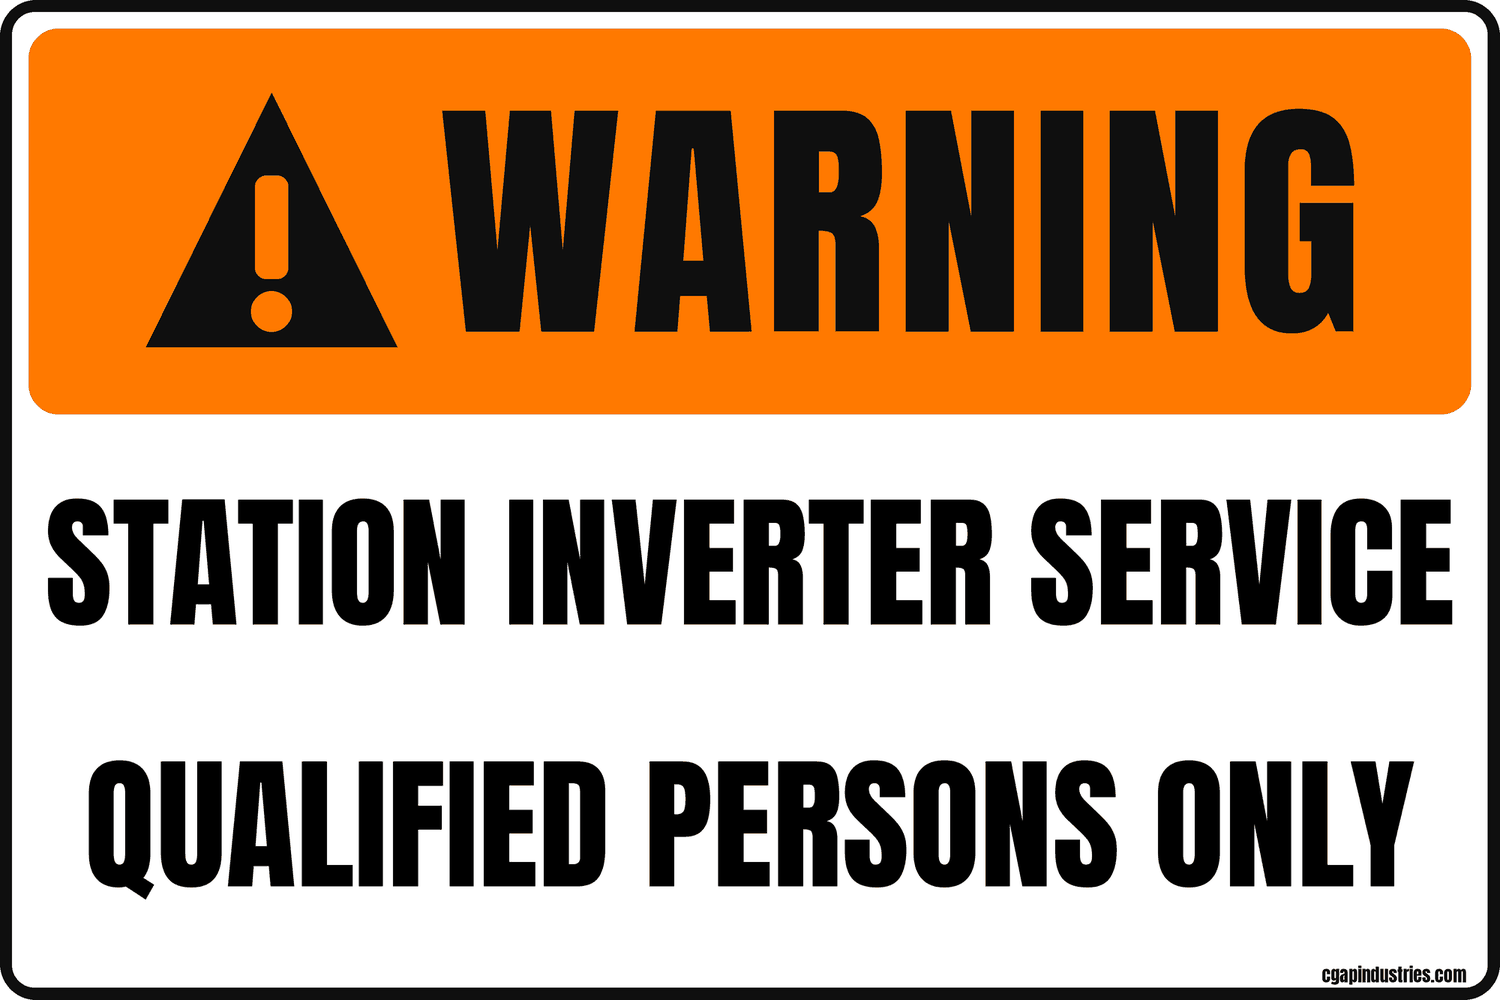 WARNING
STATION INVERTER SERVICE
QUALIFIED PERSONS ONLY
cgapindustries.com